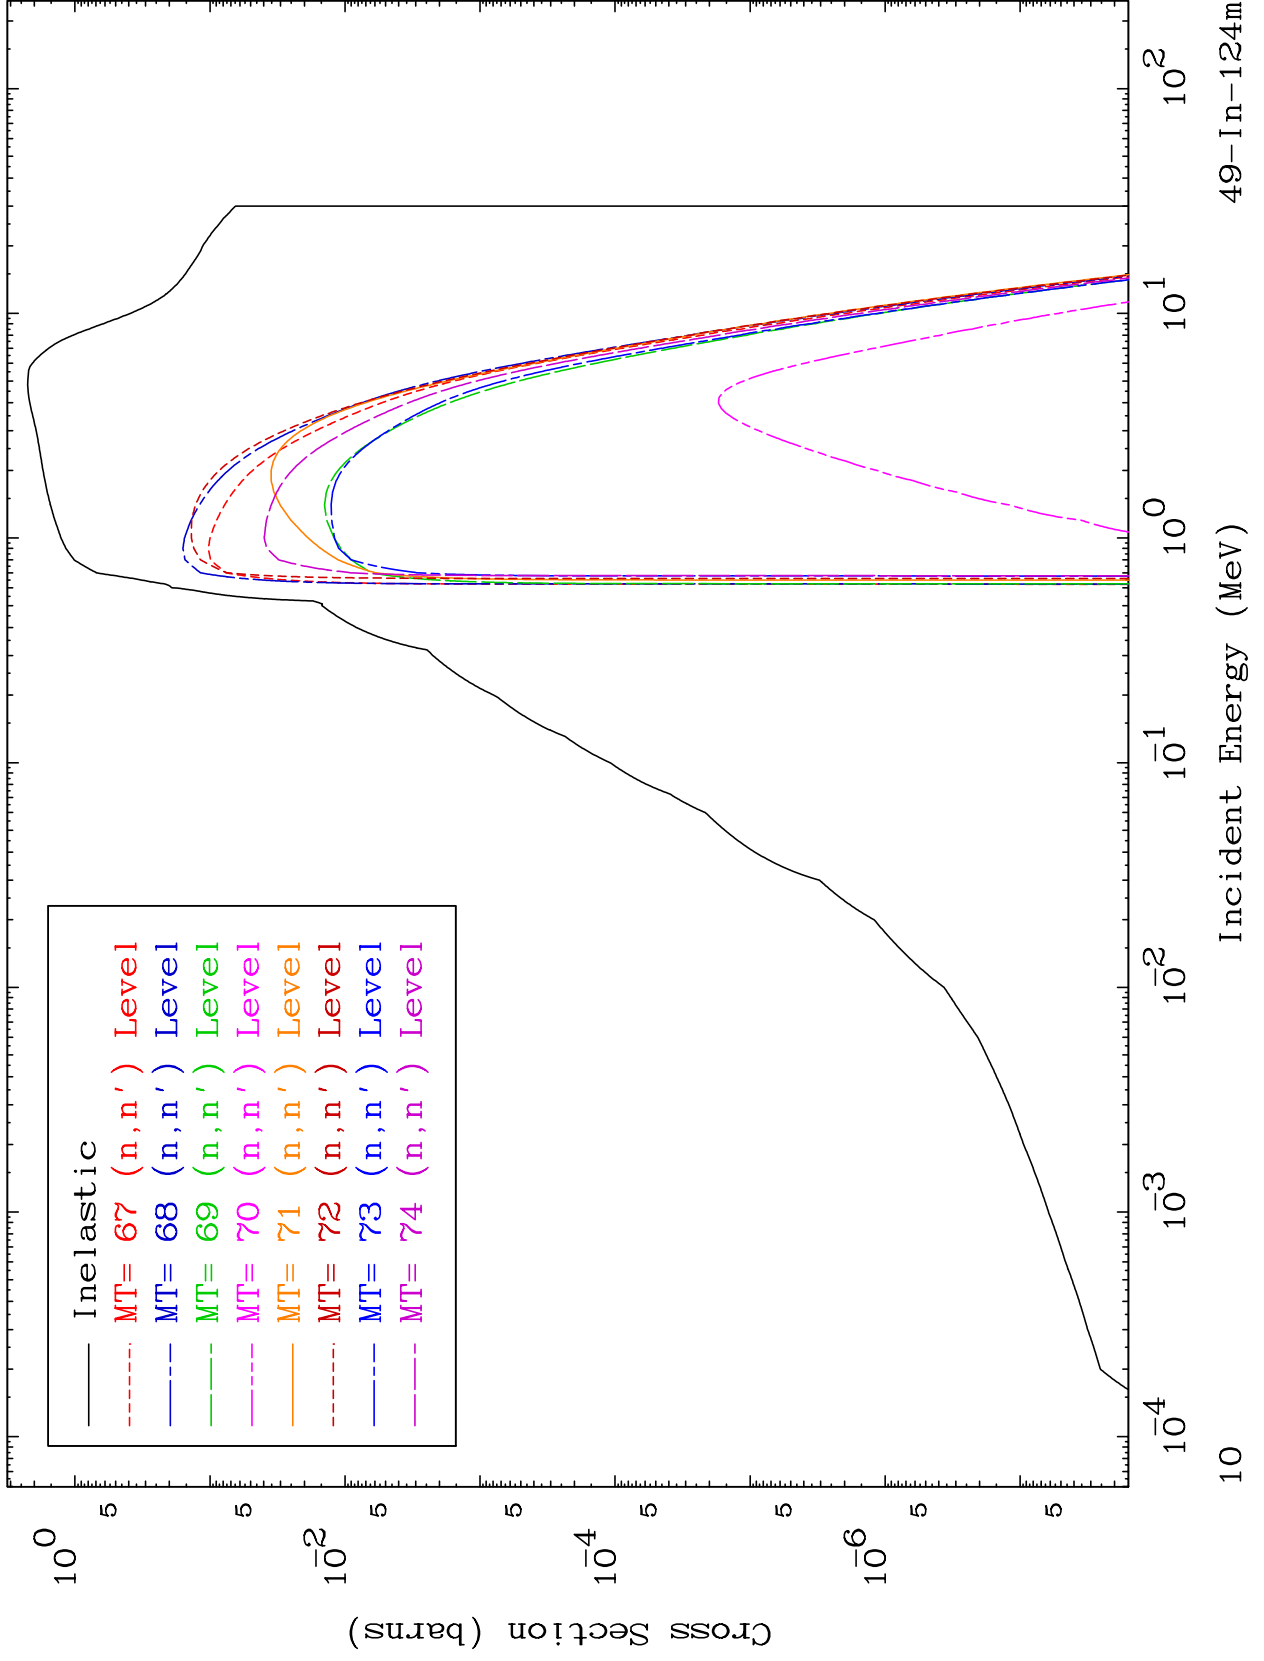 Inelastic
MT= 67 (n,n') Level
MT= 68 (n,n') Level
MT= 69 (n,n') Level
MT= 70 (n,n') Level
MT= 71 (n,n') Level
MT= 72 (n,n') Level
MT= 73 (n,n') Level
MT= 74 (n,n') Level
Cross Section (barns)
10^0
5
5
10^-2
5
5
10^-4
5
5
10^-6
5
10^-4
10^-3
10^-2
10^-1
10^0
10^1
10^2
Incident Energy (MeV)
10
49-In-124m